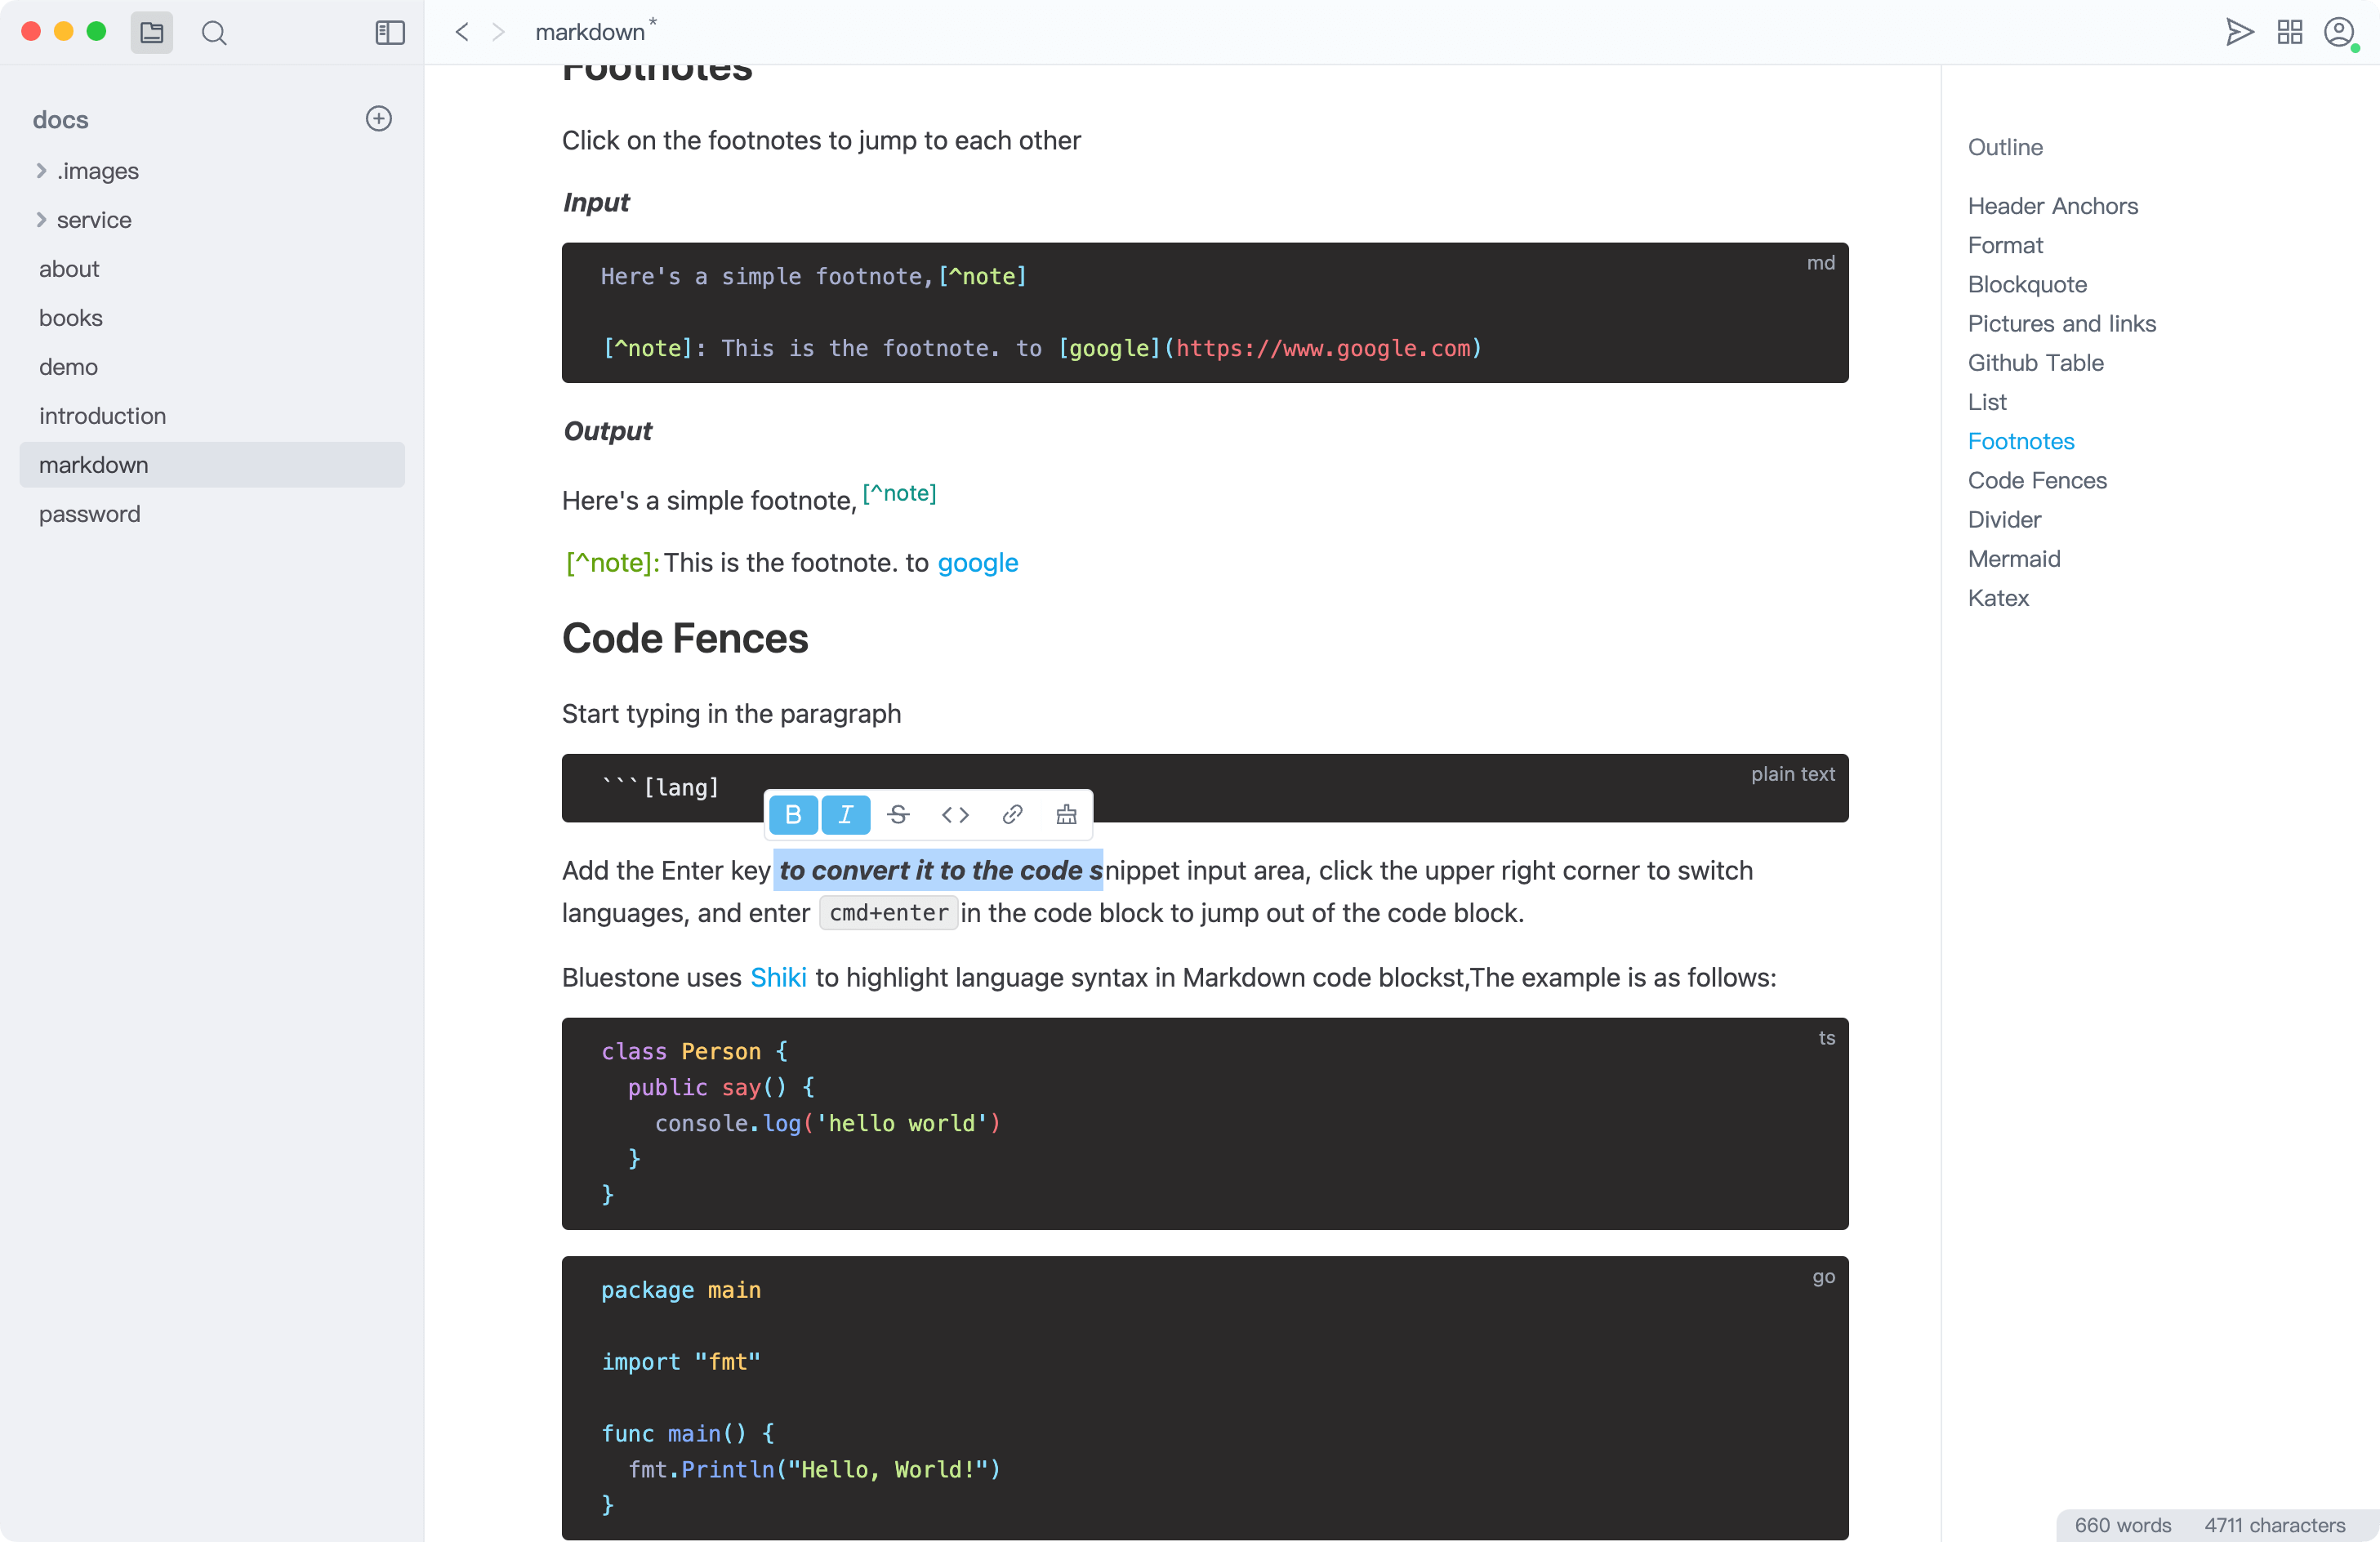 markdown*
docs
.images
service
about
books
demo
introduction
markdown
password
Footnotes
Click on the footnotes to jump to each other
Input
md
Here's a simple footnote,[^note]
[^note]: This is the footnote. to [google](https://www.google.com)
Output
Here's a simple footnote, [^note]
[^note]: This is the footnote. to google
Code Fences
Start typing in the paragraph
plain text
```[lang]
B I S <>
Add the Enter key to convert it to the code snippet input area, click the upper right corner to switch
languages, and enter cmd+enter in the code block to jump out of the code block.
Bluestone uses Shiki to highlight language syntax in Markdown code blockst,The example is as follows:
ts
class Person {
  public say() {
    console.log('hello world')
  }
}
go
package main
import "fmt"
func main() {
  fmt.Println("Hello, World!")
}
Outline
Header Anchors
Format
Blockquote
Pictures and links
Github Table
List
Footnotes
Code Fences
Divider
Mermaid
Katex
660 words 4711 characters